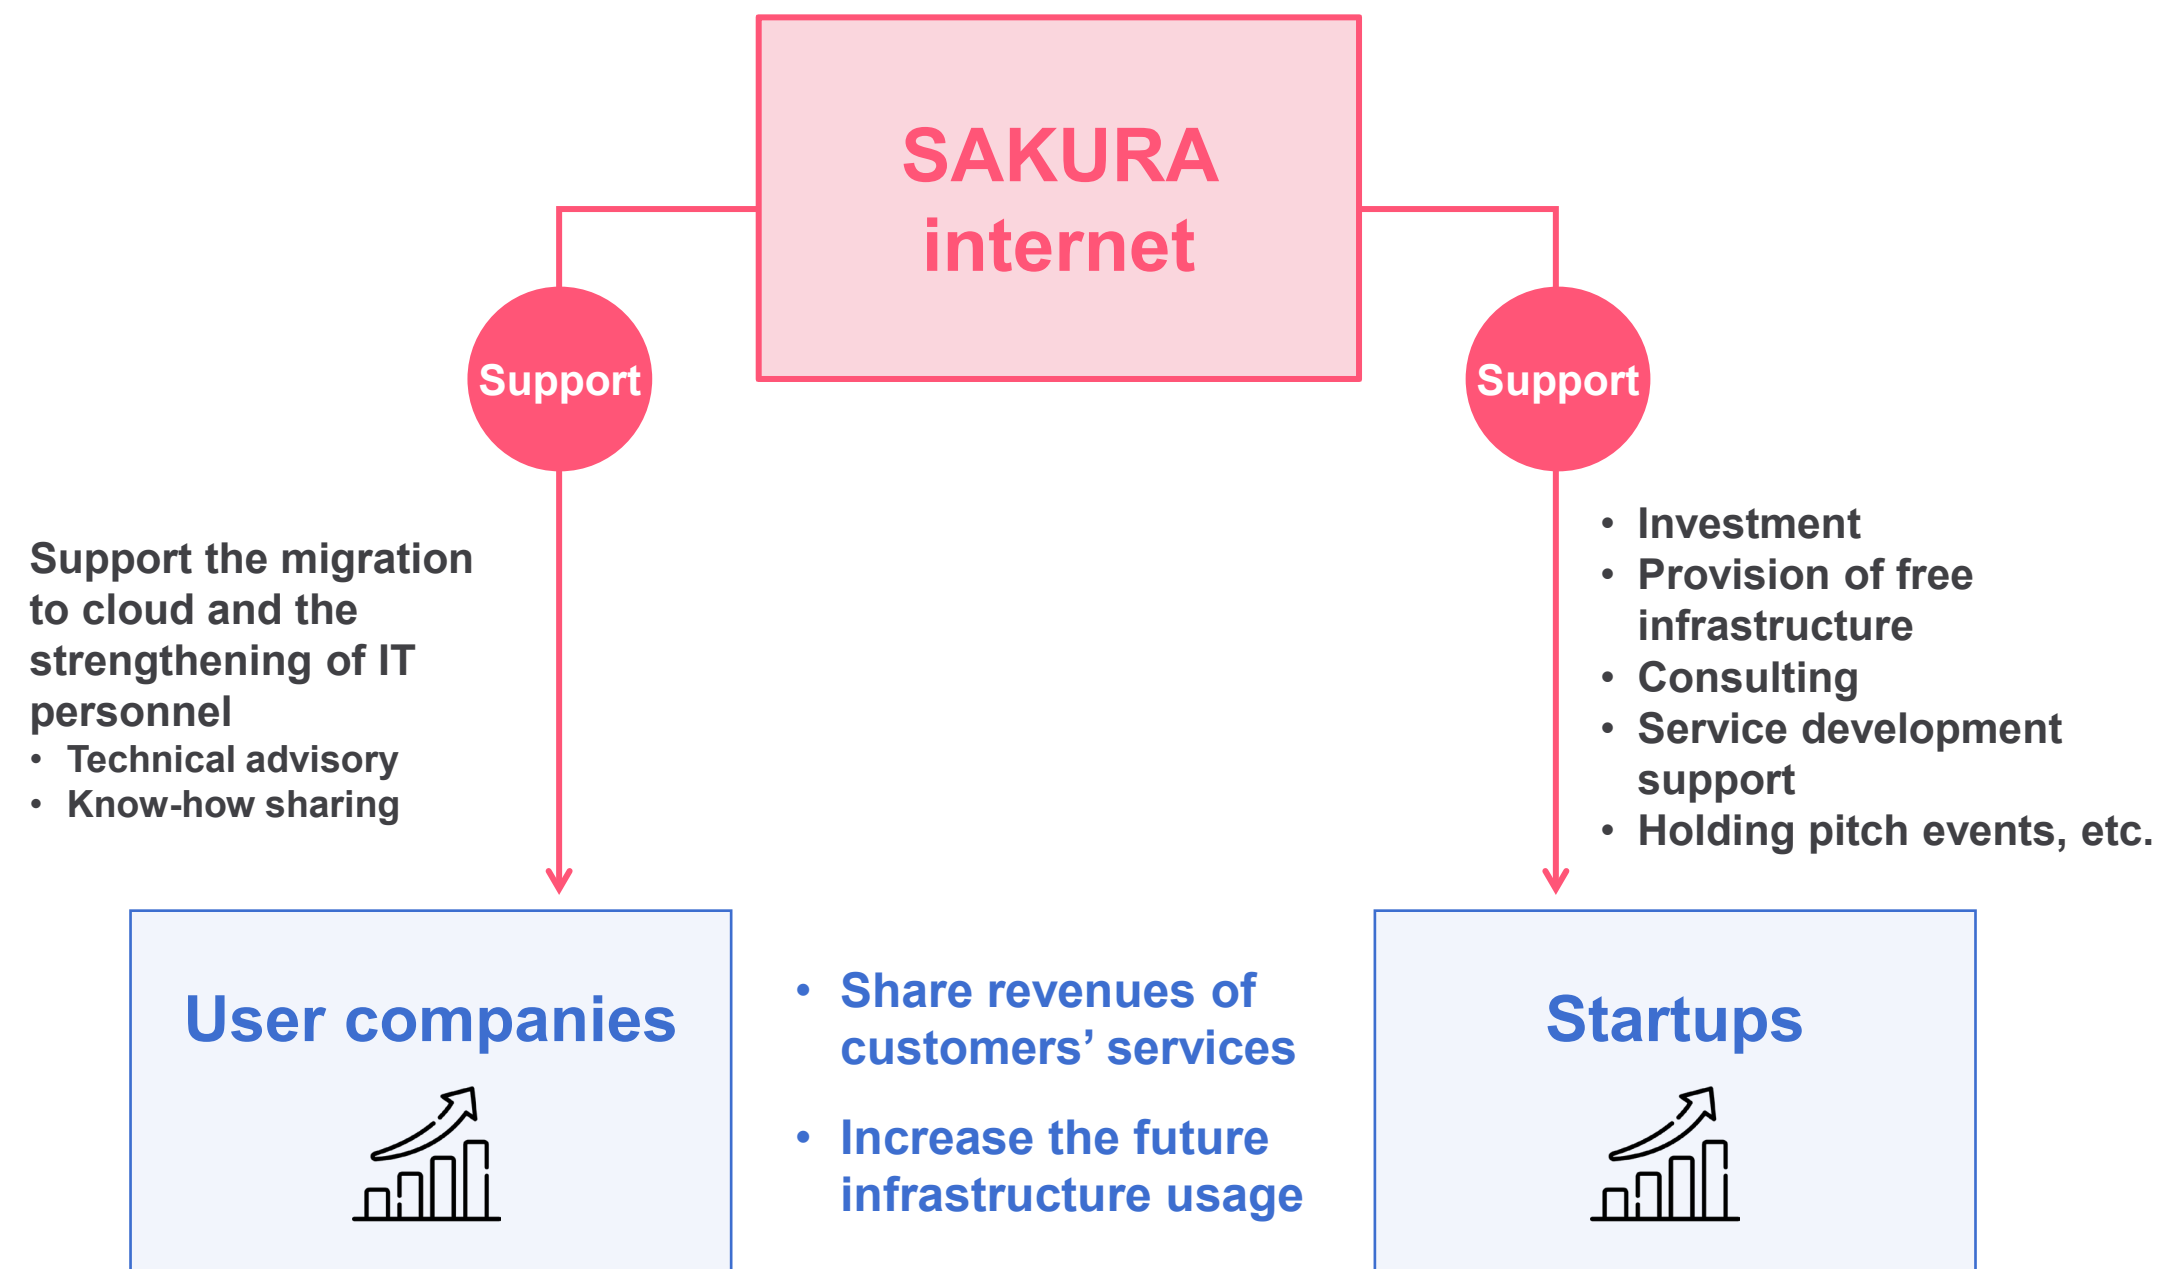 SAKURA
internet
Support
Support
Support the migration
to cloud and the
strengthening of IT
personnel
• Technical advisory
• Know-how sharing
• Investment
• Provision of free
infrastructure
• Consulting
• Service development
support
• Holding pitch events, etc.
User companies
• Share revenues of
customers’ services
• Increase the future
infrastructure usage
Startups